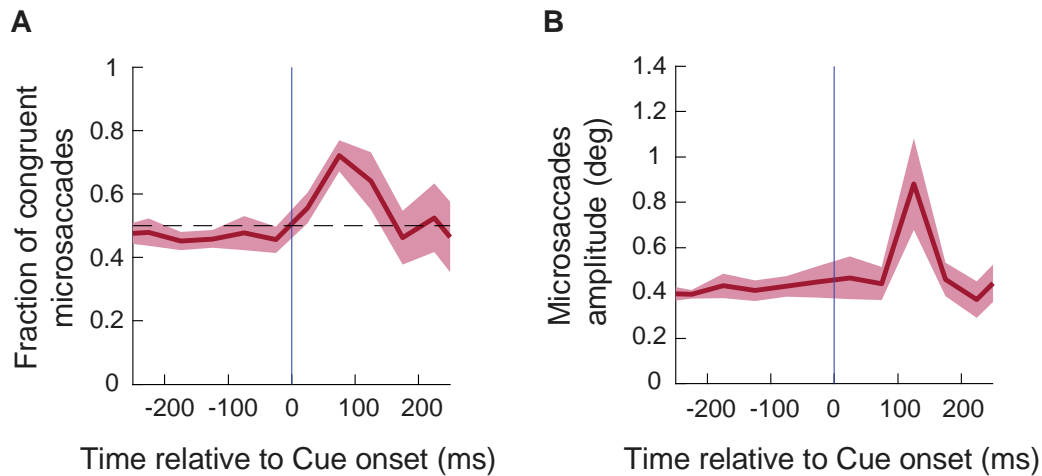 A
Fraction of congruent
microsaccades
1
0.8
0.6
0.4
0.2
0
-200 -100 0 100 200
Time relative to Cue onset (ms)
B
Microsaccades
amplitude (deg)
1.4
1.2
1
0.8
0.6
0.4
0.2
0
-200 -100 0 100 200
Time relative to Cue onset (ms)